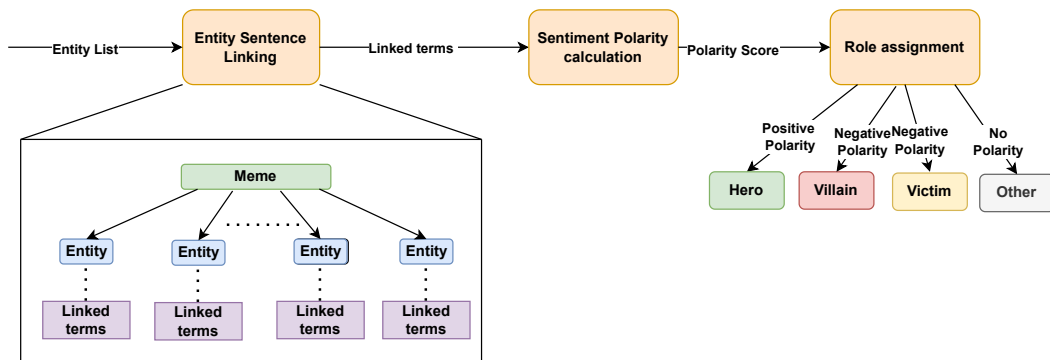 Entity List
Entity Sentence
Linking
Linked terms
Sentiment Polarity
calculation
Polarity Score
Role assignment
Positive
Polarity
Negative
Polarity
Negative
Polarity
No
Polarity
Hero
Villain
Victim
Other
Meme
Entity
Entity
Entity
Entity
Linked
terms
Linked
terms
Linked
terms
Linked
terms